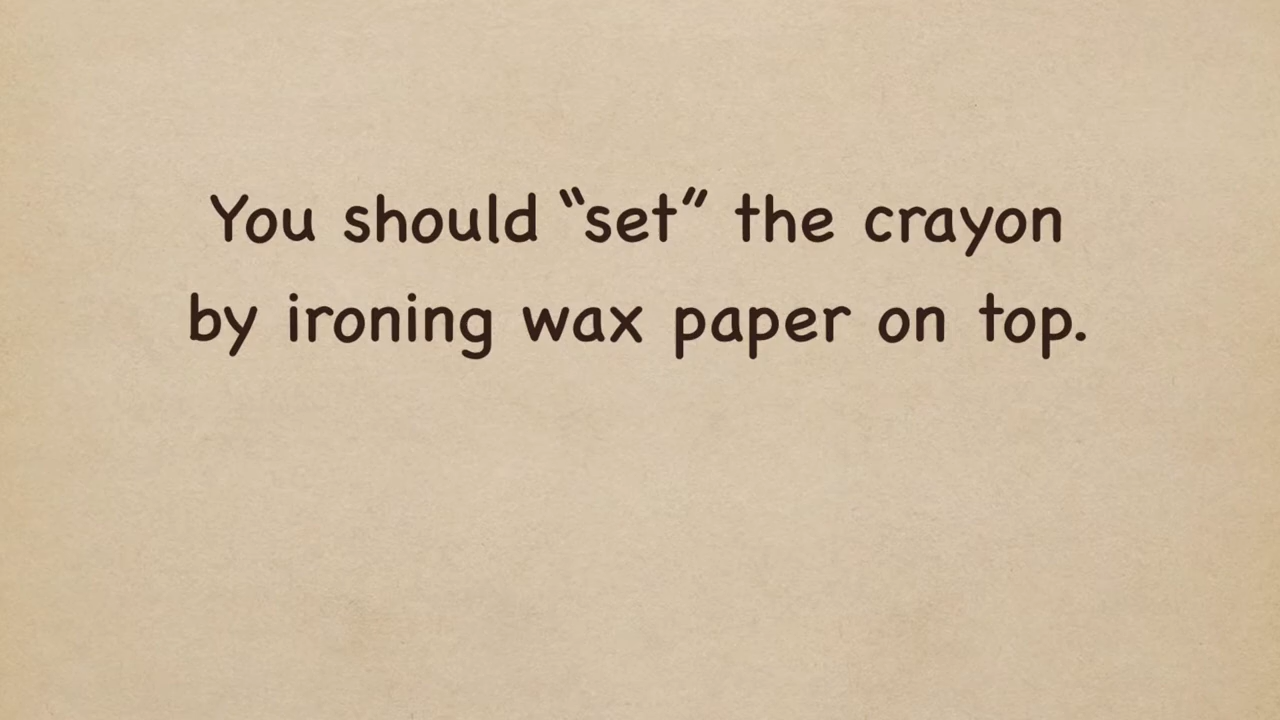 You should “set” the crayon
by ironing wax paper on top.